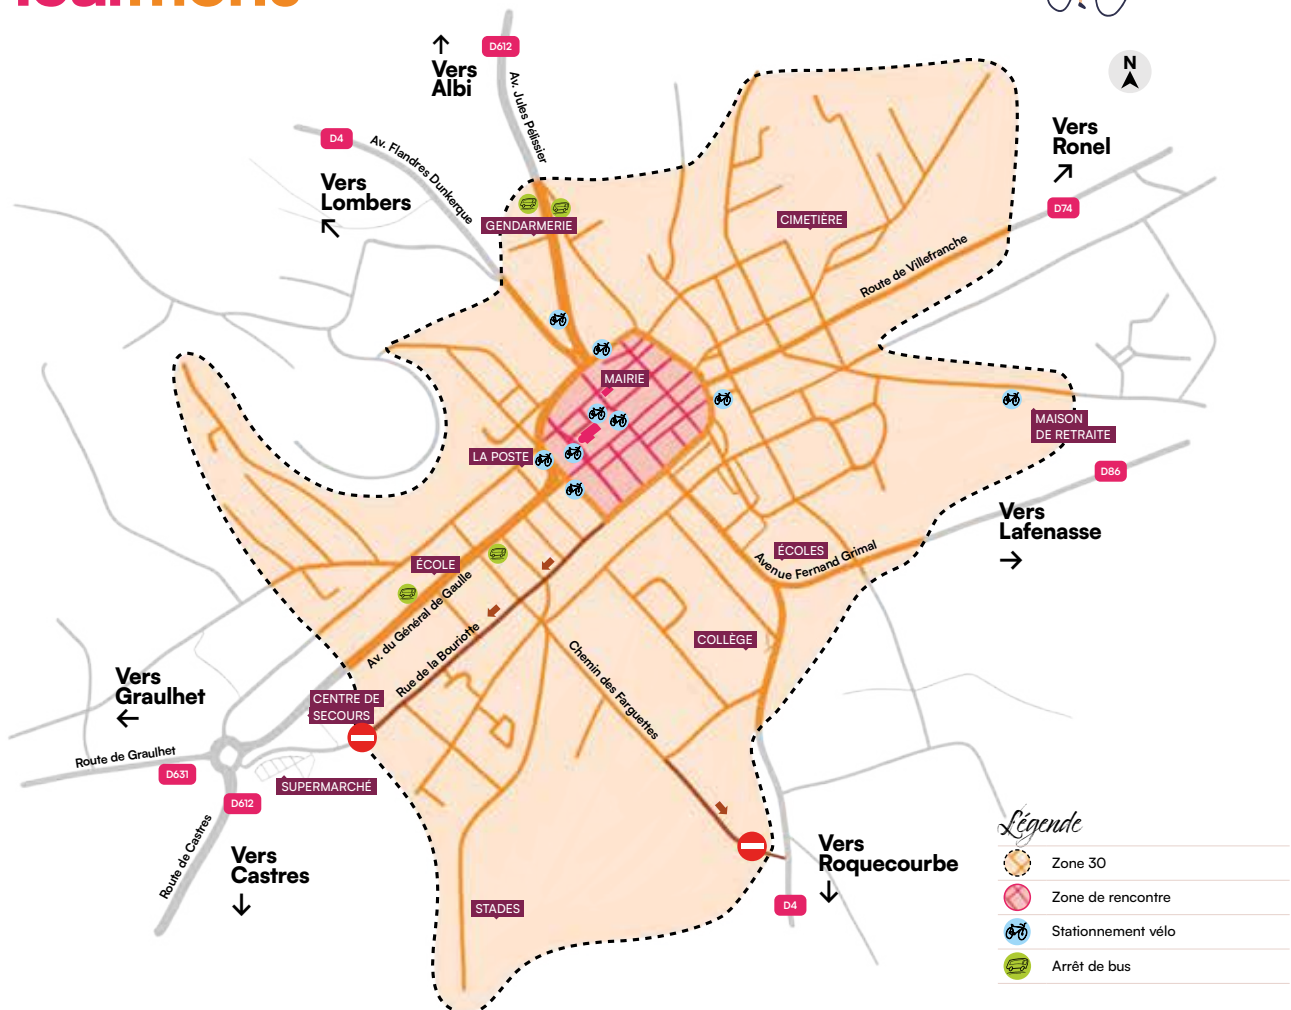 D612
Vers
Albi
Av. Jules Pélissier
N
D4
Av. Flandres Dunkerque
Vers
Ronel
Vers
Lombers
D74
GENDARMERIE
CIMETIÈRE
Route de Villefranche
MAIRIE
MAISON
DE RETRAITE
LA POSTE
D86
Vers
Lafenasse
ÉCOLE
ÉCOLES
Avenue Fernand Grimal
Av. du Général de Gaulle
Rue de la Bouriotte
COLLÈGE
Chemin des Farguettes
Vers
Graulhet
CENTRE DE
SECOURS
Route de Graulhet
D631
SUPERMARCHÉ
D612
Route de Castres
Vers
Castres
Vers
Roquecourbe
D4
STADES
Légende
Zone 30
Zone de rencontre
Stationnement vélo
Arrêt de bus